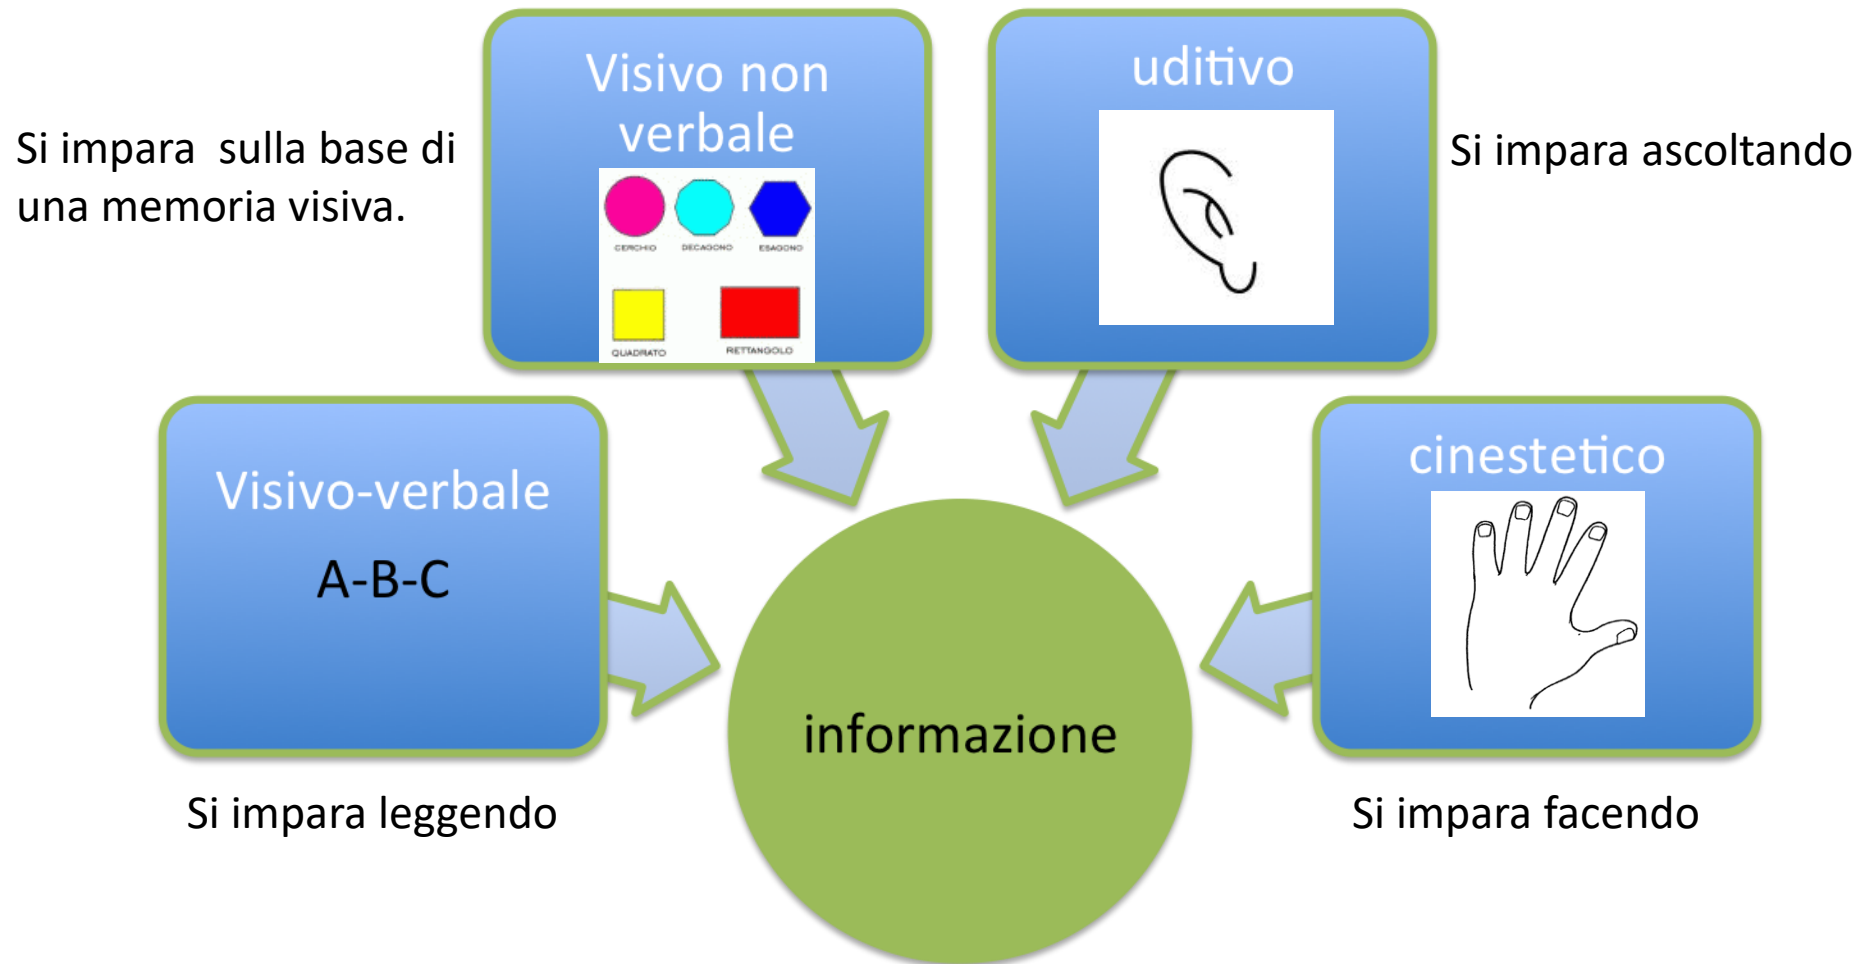 Visivo non
verbale
CERCHIO
DECAGONO
ESAGONO
QUADRATO
RETTANGOLO
uditivo
Si impara  sulla base di
una memoria visiva.
Si impara ascoltando
Visivo-verbale
A-B-C
cinestetico
informazione
Si impara leggendo
Si impara facendo